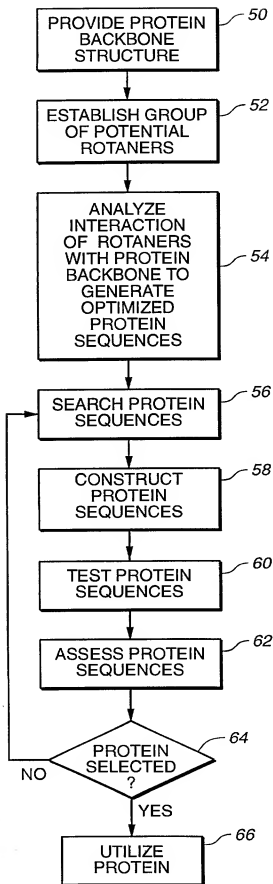 PROVIDE PROTEIN
BACKBONE
STRUCTURE
50
ESTABLISH GROUP
OF POTENTIAL
ROTANERS
52
ANALYZE
INTERACTION
OF ROTANERS
WITH PROTEIN
BACKBONE TO
GENERATE
OPTIMIZED
PROTEIN
SEQUENCES
54
SEARCH PROTEIN
SEQUENCES
56
CONSTRUCT
PROTEIN
SEQUENCES
58
TEST PROTEIN
SEQUENCES
60
ASSESS PROTEIN
SEQUENCES
62
PROTEIN
SELECTED
?
64
NO
YES
UTILIZE
PROTEIN
66